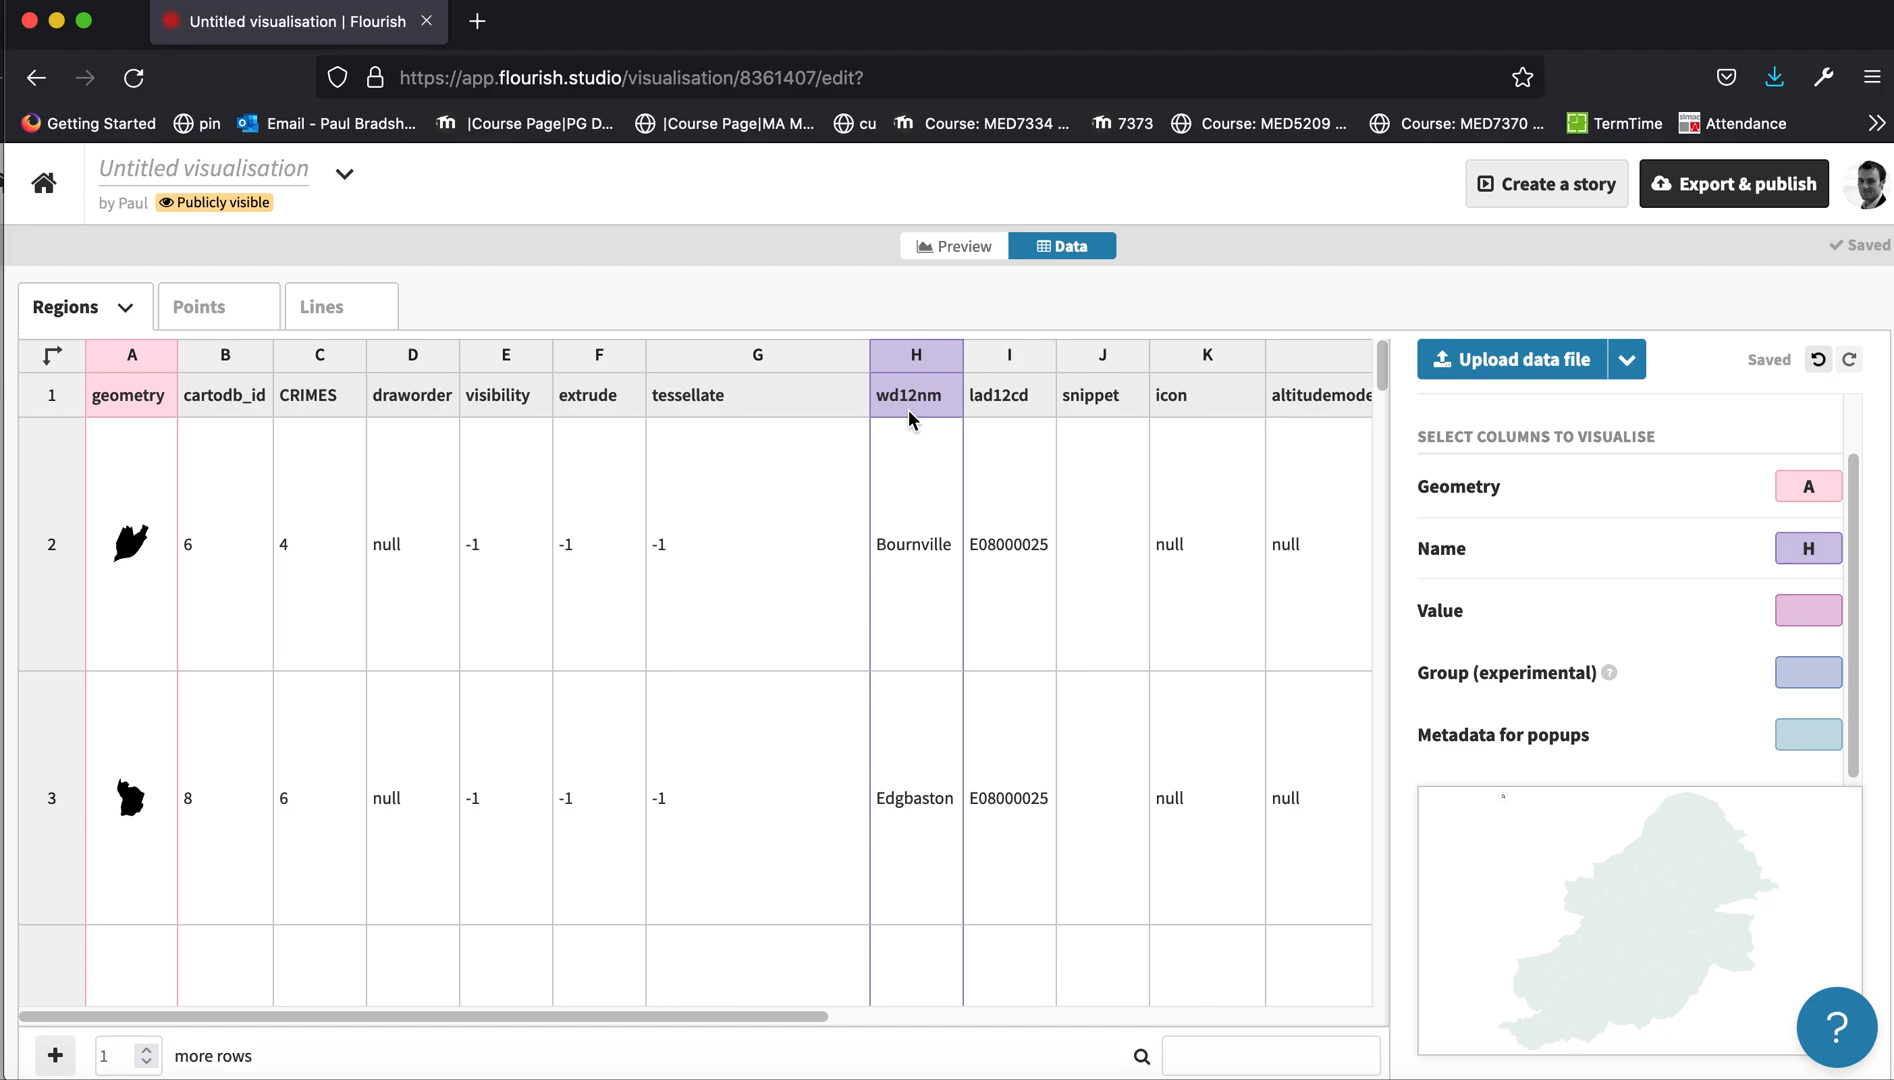 Untitled visualisation | Flourish
https://app.flourish.studio/visualisation/8361407/edit?
Getting Started pin Email - Paul Bradsh... |Course Page|PG D... |Course Page|MA M... cu Course: MED7334 ... 7373 Course: MED5209 ... Course: MED7370 ... TermTime Attendance
Untitled visualisation
by Paul Publicly visible
Create a story Export & publish
Preview Data Saved
Regions Points Lines
A B C D E F G H I J K
1 geometry cartodb_id CRIMES draworder visibility extrude tessellate wd12nm lad12cd snippet icon altitudemode
2 6 4 null -1 -1 -1 Bournville E08000025 null null
3 8 6 null -1 -1 -1 Edgbaston E08000025 null null
1 more rows
Upload data file Saved
SELECT COLUMNS TO VISUALISE
Geometry A
Name H
Value
Group (experimental) ?
Metadata for popups
?